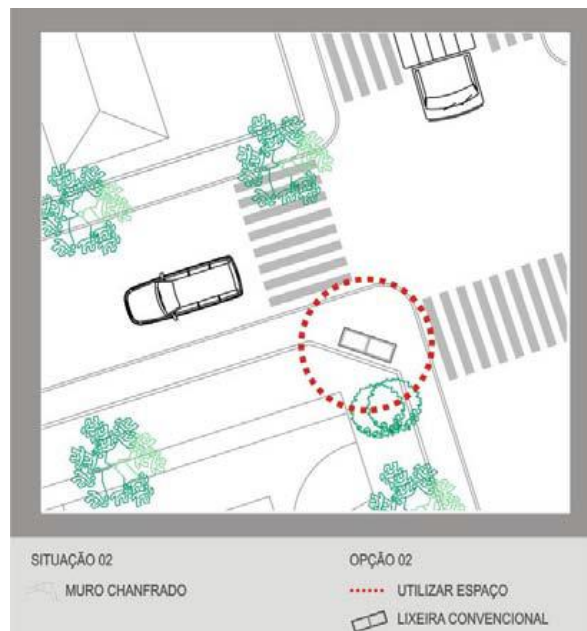 SITUAÇÃO 02
MURO CHANFRADO
OPÇÃO 02
UTILIZAR ESPAÇO
LIXEIRA CONVENCIONAL